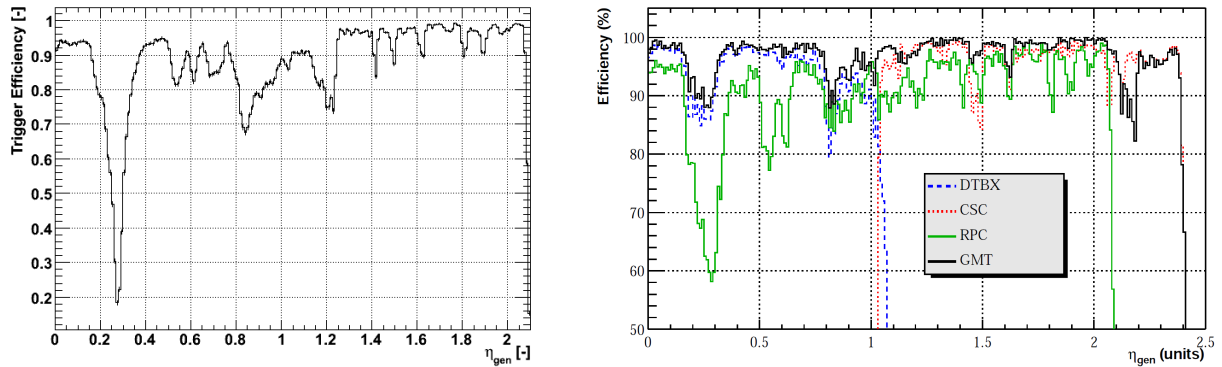 Trigger Efficiency [-]
1
0.9
0.8
0.7
0.6
0.5
0.4
0.3
0.2
0 0.2 0.4 0.6 0.8 1 1.2 1.4 1.6 1.8 2
ηgen [-]
Efficiency (%)
100
90
80
70
60
50
DTBX
CSC
RPC
GMT
0 0.5 1 1.5 2 2.5
ηgen (units)